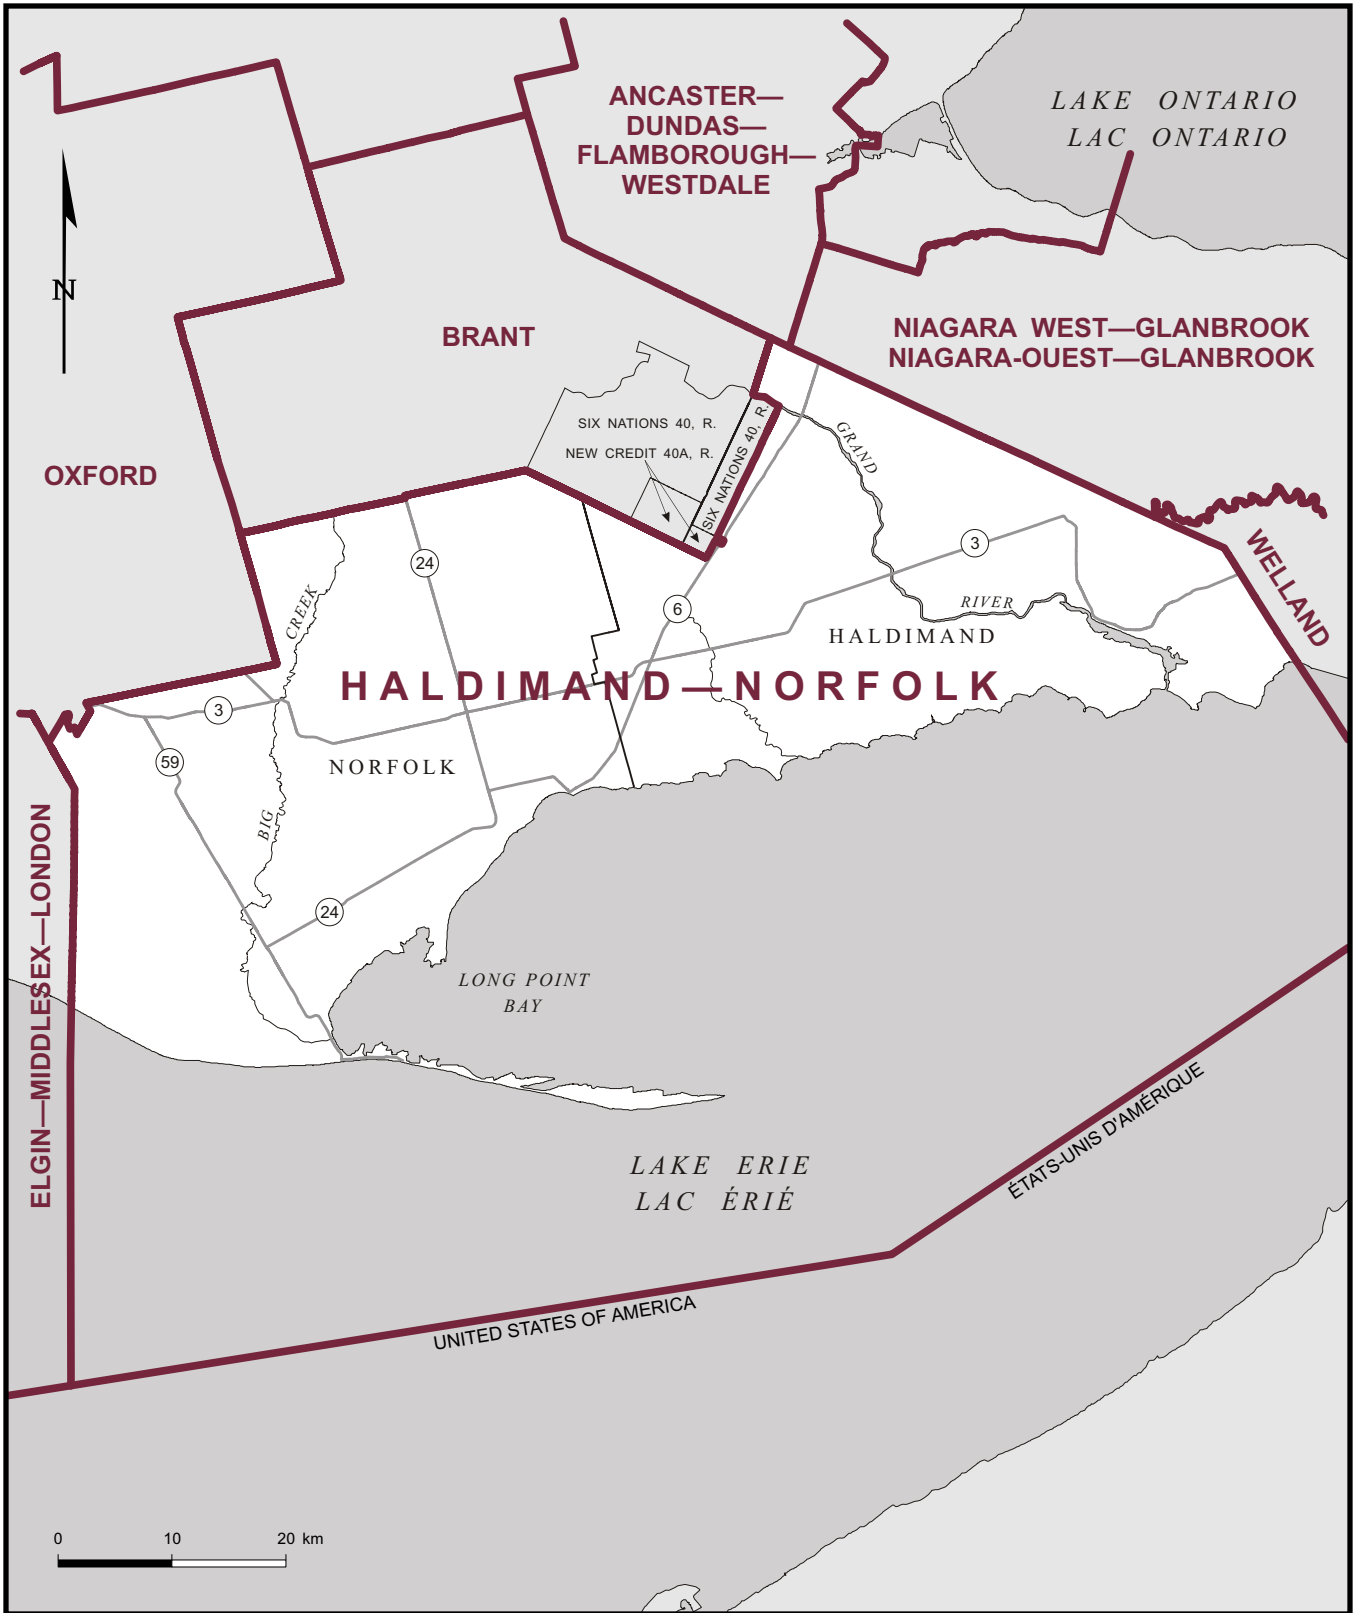 ANCASTER—
DUNDAS—
FLAMBOROUGH—
WESTDALE
LAKE ONTARIO
LAC ONTARIO
N
BRANT
NIAGARA WEST—GLANBROOK
NIAGARA-OUEST—GLANBROOK
SIX NATIONS 40, R.
NEW CREDIT 40A, R.
SIX NATIONS 40, R.
GRAND
OXFORD
24
3
WELLAND
CREEK
6
RIVER
HALDIMAND
HALDIMAND—NORFOLK
3
59
NORFOLK
BIG
24
ELGIN—MIDDLESEX—LONDON
LONG POINT
BAY
LAKE ERIE
LAC ÉRIÉ
ÉTATS-UNIS D'AMÉRIQUE
UNITED STATES OF AMERICA
0 10 20 km